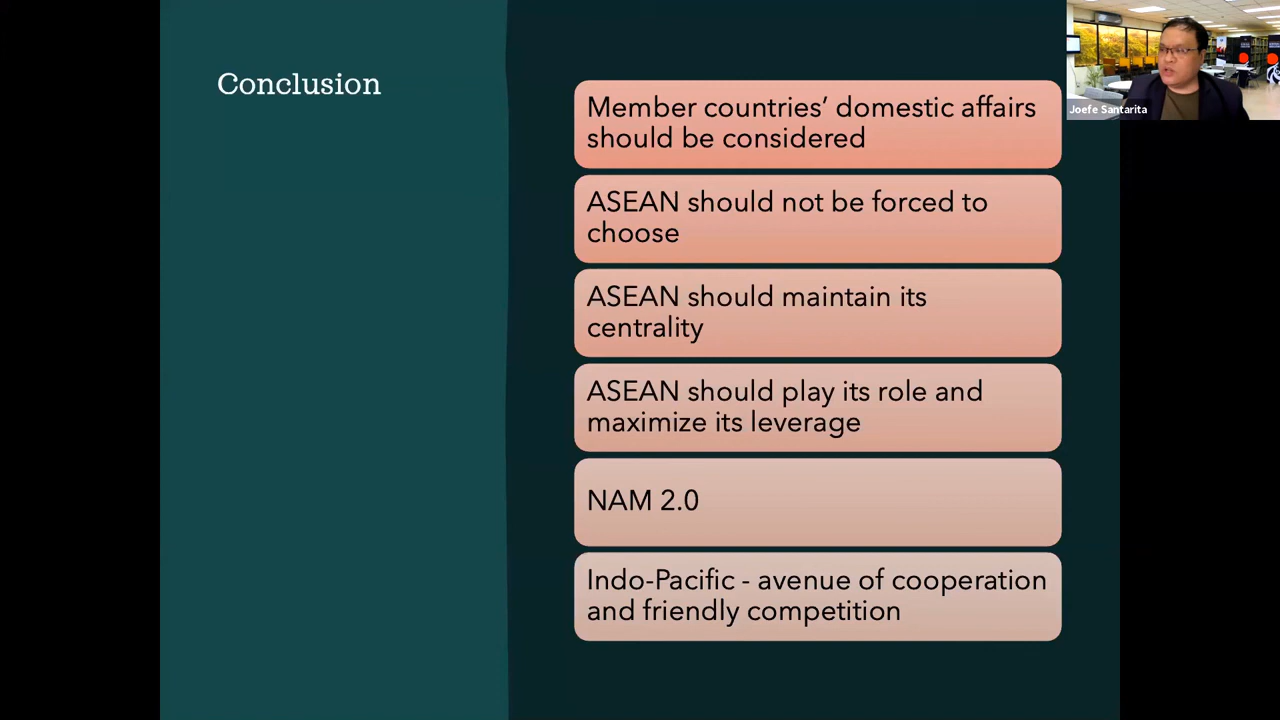 Conclusion
Member countries’ domestic affairs
should be considered
ASEAN should not be forced to
choose
ASEAN should maintain its
centrality
ASEAN should play its role and
maximize its leverage
NAM 2.0
Indo-Pacific - avenue of cooperation
and friendly competition
Joefe Santarita